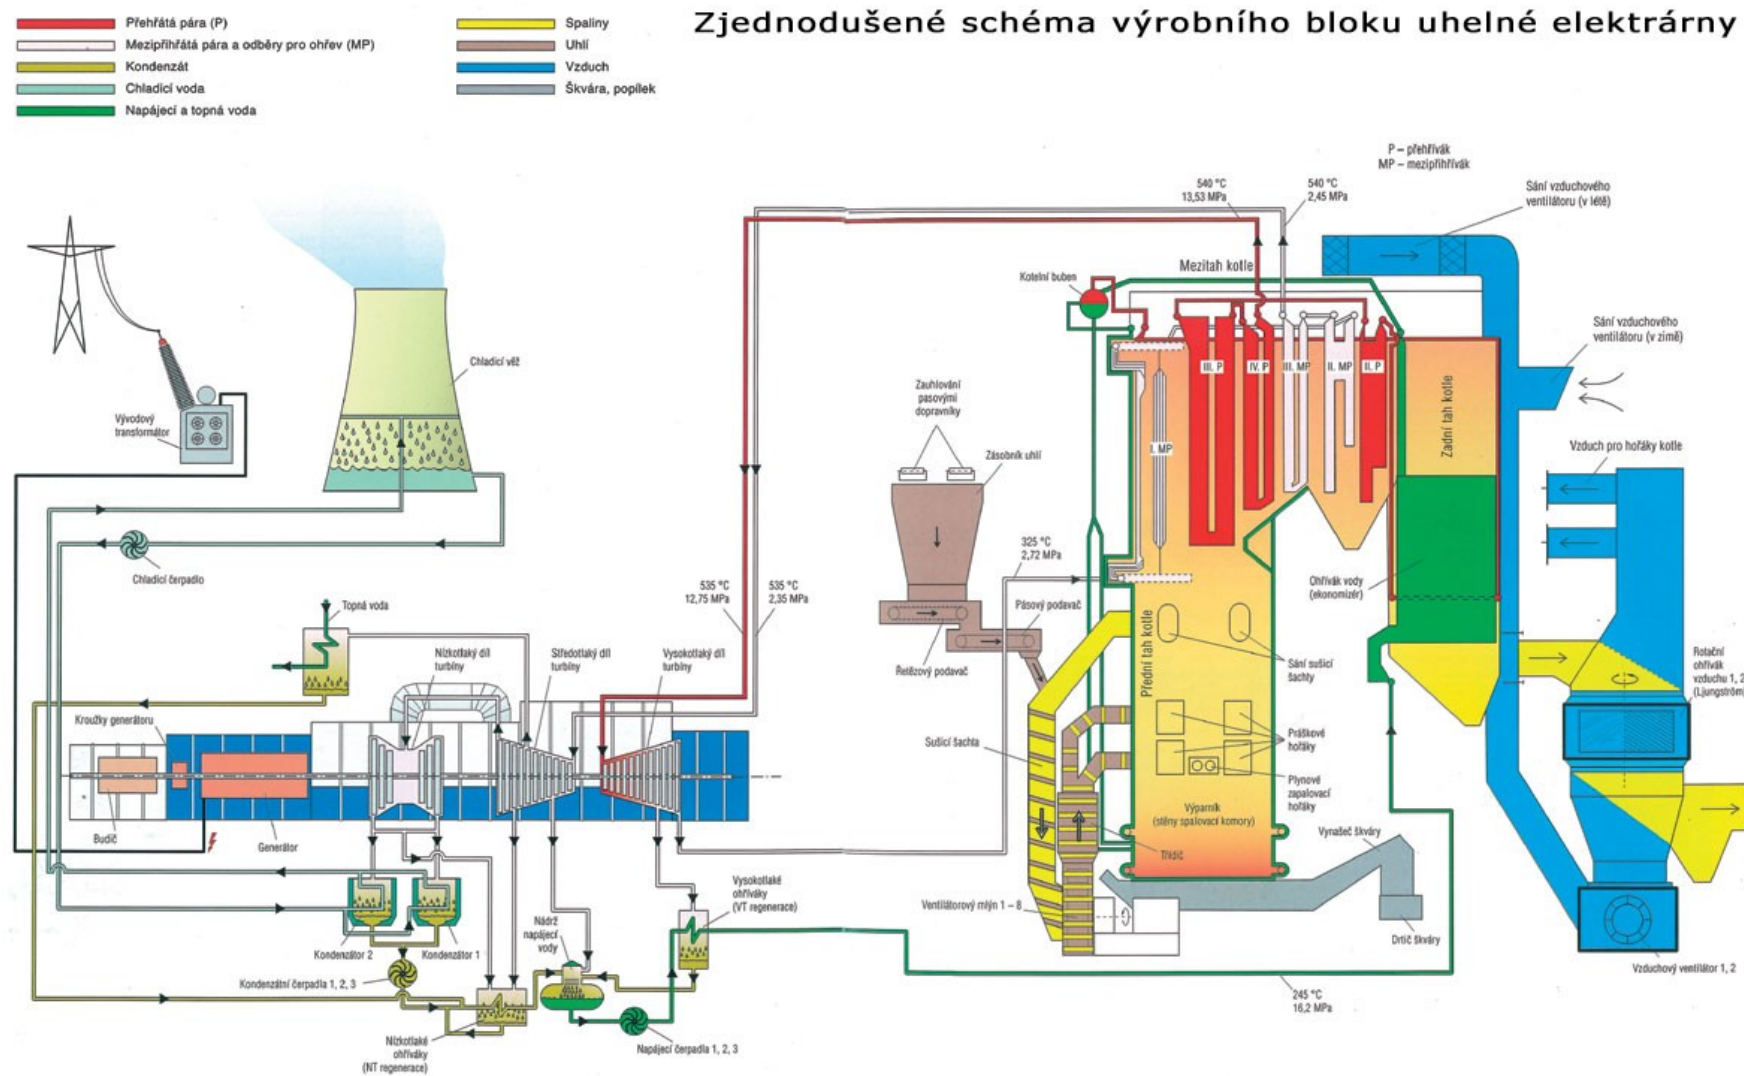 Zjednodušené schéma výrobního bloku uhelné elektrárny
Přehřátá pára (P)
Mezipřihřátá pára a odběry pro ohřev (MP)
Kondenzát
Chladicí voda
Napájecí a topná voda
Spaliny
Uhlí
Vzduch
Škvára, popílek
P – přehřívák
MP – mezipřihřívák
540 °C
13,53 MPa
540 °C
2,45 MPa
Sání vzduchového
ventilátoru (v létě)
Mezitah kotle
Kotelní buben
Sání vzduchového
ventilátoru (v zimě)
Chladicí věž
III. P
IV. P
III. MP
II. MP
II. P
I. MP
Zadní tah kotle
Zauhlování
pasovými
dopravníky
Vývodový
transformátor
Zásobník uhlí
Vzduch pro hořáky kotle
325 °C
2,72 MPa
Chladicí čerpadlo
535 °C
12,75 MPa
535 °C
2,35 MPa
Ohřívák vody
(ekonomizér)
Topná voda
Pásový podavač
Řetězový podavač
Přední tah kotle
Sání sušicí
šachty
Nízkotlaký díl
turbíny
Středotlaký díl
turbíny
Vysokotlaký díl
turbíny
Rotační
ohřívák
vzduchu 1, 2
(Ljungström)
Kroužky generátoru
Sušicí šachta
Práškové
hořáky
Plynové
zapalovací
hořáky
Výparník
(stěny spalovací komory)
Budič
Generátor
Třídič
Vynašeč škváry
Vysokotlaké
ohříváky
(VT regenerace)
Ventilátorový mlýn 1 – 8
Nádrž
napájecí
vody
Kondenzátor 2
Kondenzátor 1
Drtič škváry
Kondenzátní čerpadla 1, 2, 3
Vzduchový ventilátor 1, 2
245 °C
16,2 MPa
Nízkotlaké
ohříváky
(NT regenerace)
Napájecí čerpadla 1, 2, 3